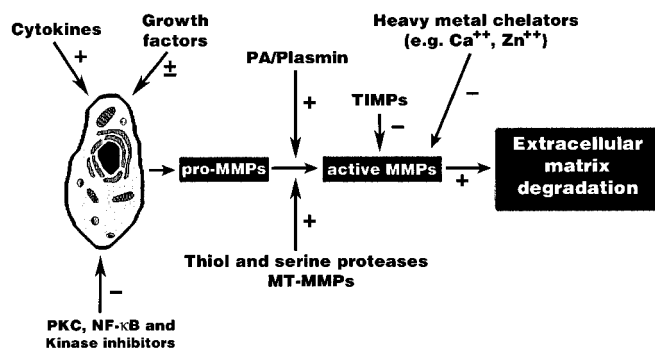 Cytokines
Growth
factors
+
±
PA/Plasmin
+
Heavy metal chelators
(e.g. Ca⁺⁺, Zn⁺⁺)
TIMPs
−
−
pro-MMPs
active MMPs
+
Extracellular
matrix
degradation
+
Thiol and serine proteases
MT-MMPs
−
PKC, NF-κB and
Kinase inhibitors